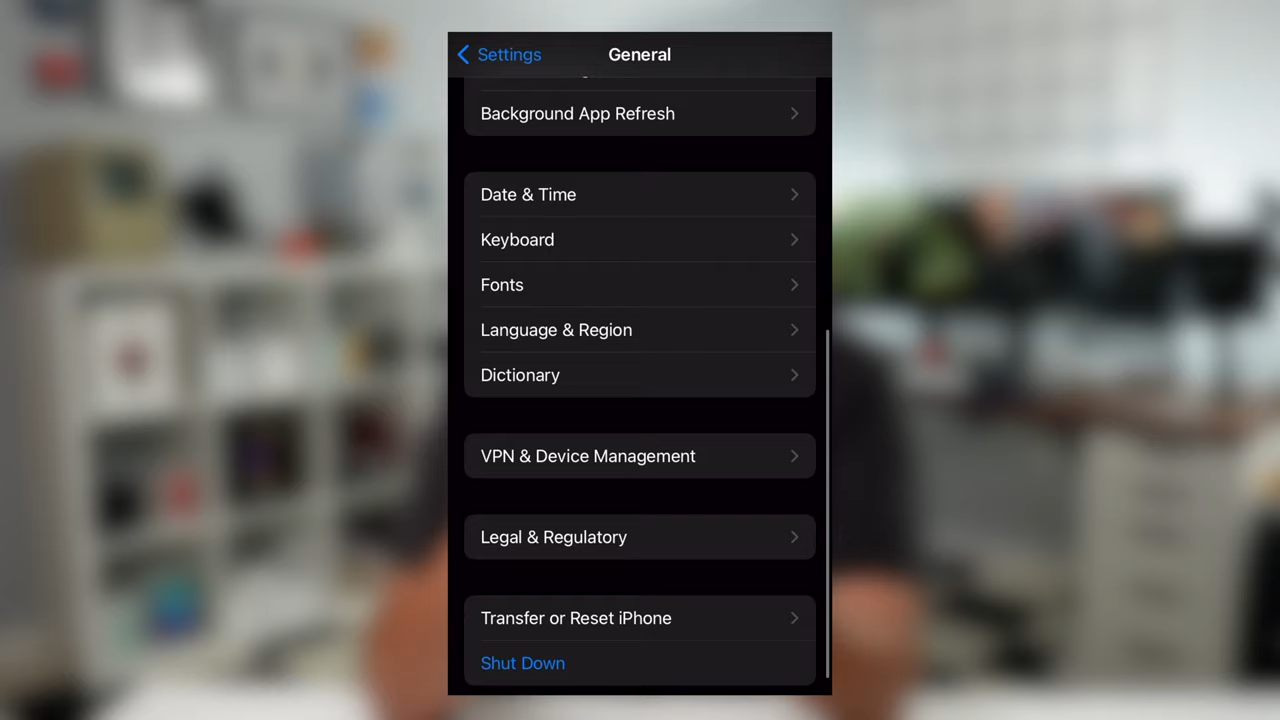 Settings
General
Background App Refresh
Date & Time
Keyboard
Fonts
Language & Region
Dictionary
VPN & Device Management
Legal & Regulatory
Transfer or Reset iPhone
Shut Down